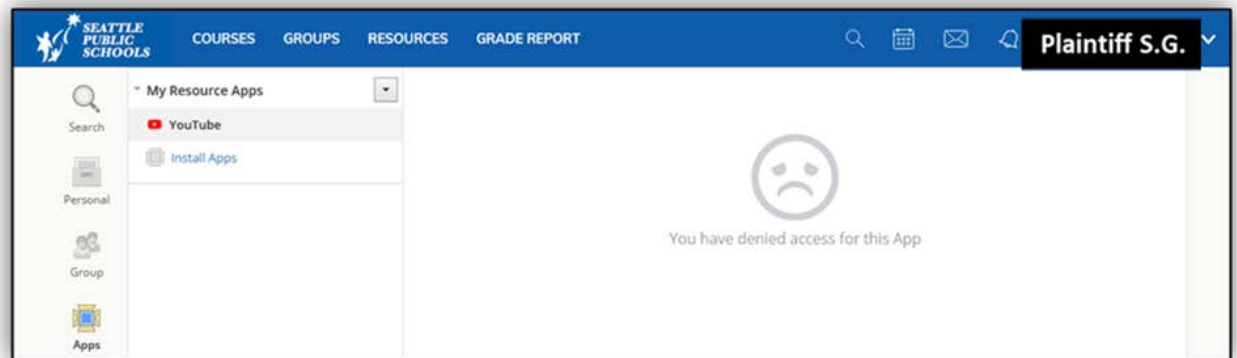 SEATTLE
PUBLIC
SCHOOLS
COURSES GROUPS RESOURCES GRADE REPORT
Plaintiff S.G.
Search
Personal
Group
Apps
My Resource Apps
YouTube
Install Apps
You have denied access for this App